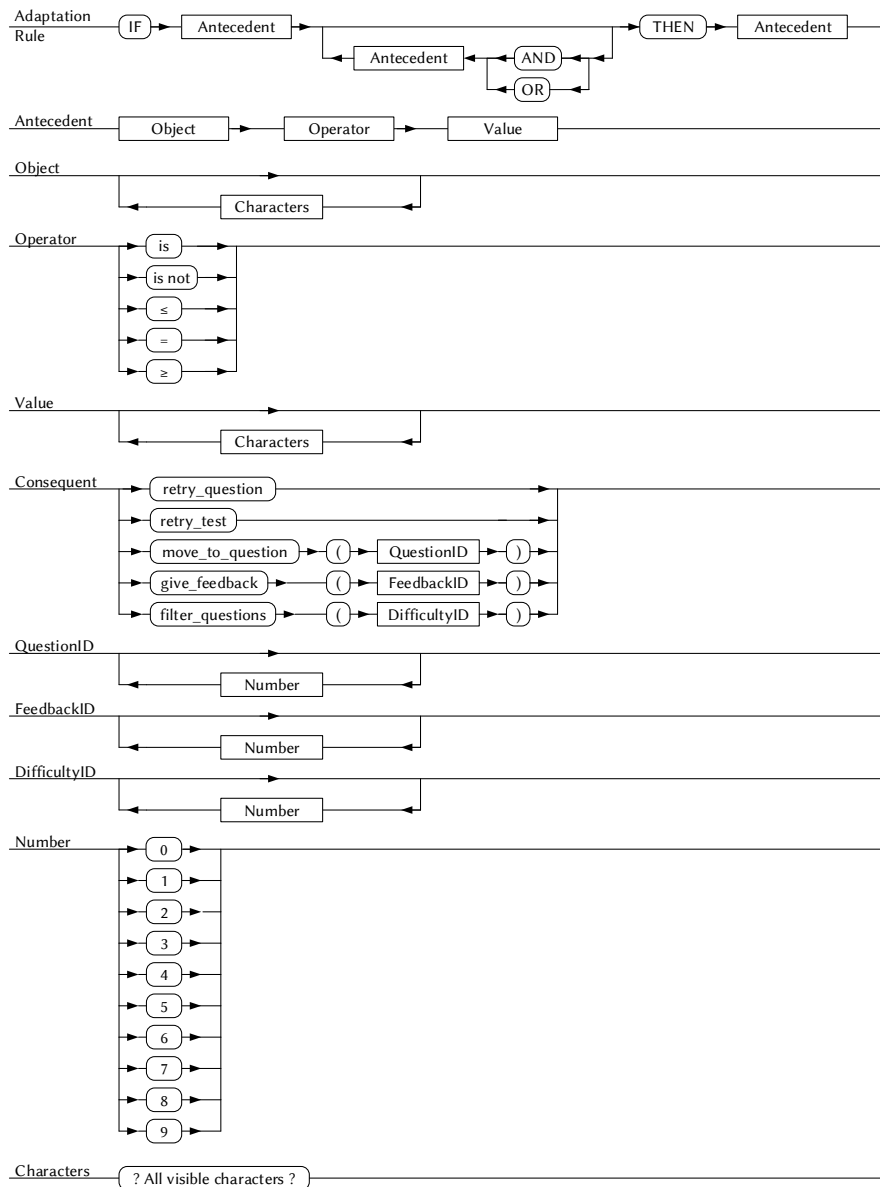 Adaptation Rule IF Antecedent THEN Antecedent
Antecedent AND
OR
Antecedent Object Operator Value
Object
Characters
Operator is
is not
≤
=
≥
Value
Characters
Consequent retry_question
retry_test
move_to_question ( QuestionID )
give_feedback ( FeedbackID )
filter_questions ( DifficultyID )
QuestionID
Number
FeedbackID
Number
DifficultyID
Number
Number 0
1
2
3
4
5
6
7
8
9
Characters ? All visible characters ?